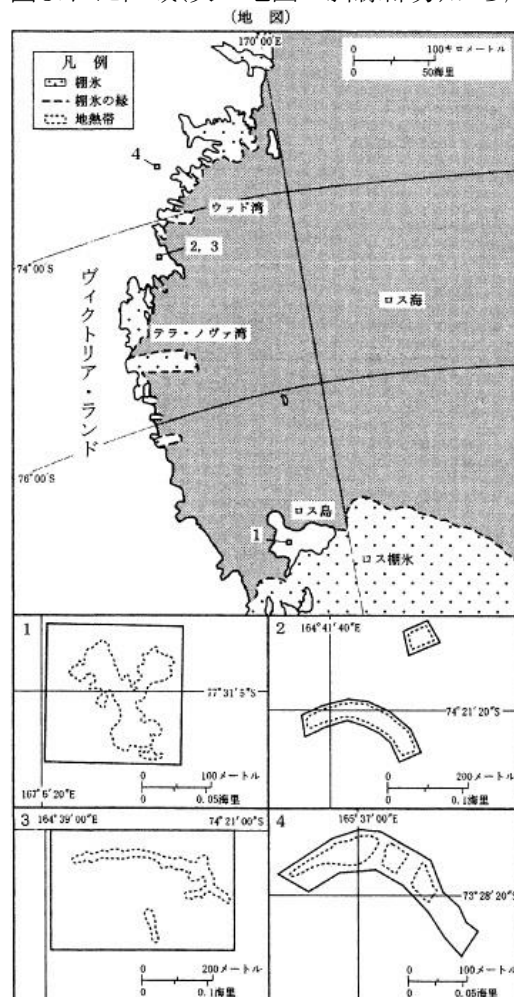 (地 図)
170°00'E
0 100キロメートル
0 50海里
凡 例
棚氷
棚氷の縁
地熱帯
4
ウッド湾
2, 3
74°00'S
ロス海
ヴィクトリア・ランド
テラ・ノヴァ湾
76°00'S
ロス島
1
ロス棚氷
1
77°31'5"S
167°6'20"E
0 100メートル
0 0.05海里
2
164°41'40"E
74°21'20"S
0 200メートル
0 0.1海里
3
164°39'00"E
74°21'00"S
0 200メートル
0 0.1海里
4
165°37'00"E
73°28'20"S
0 100メートル
0 0.05海里